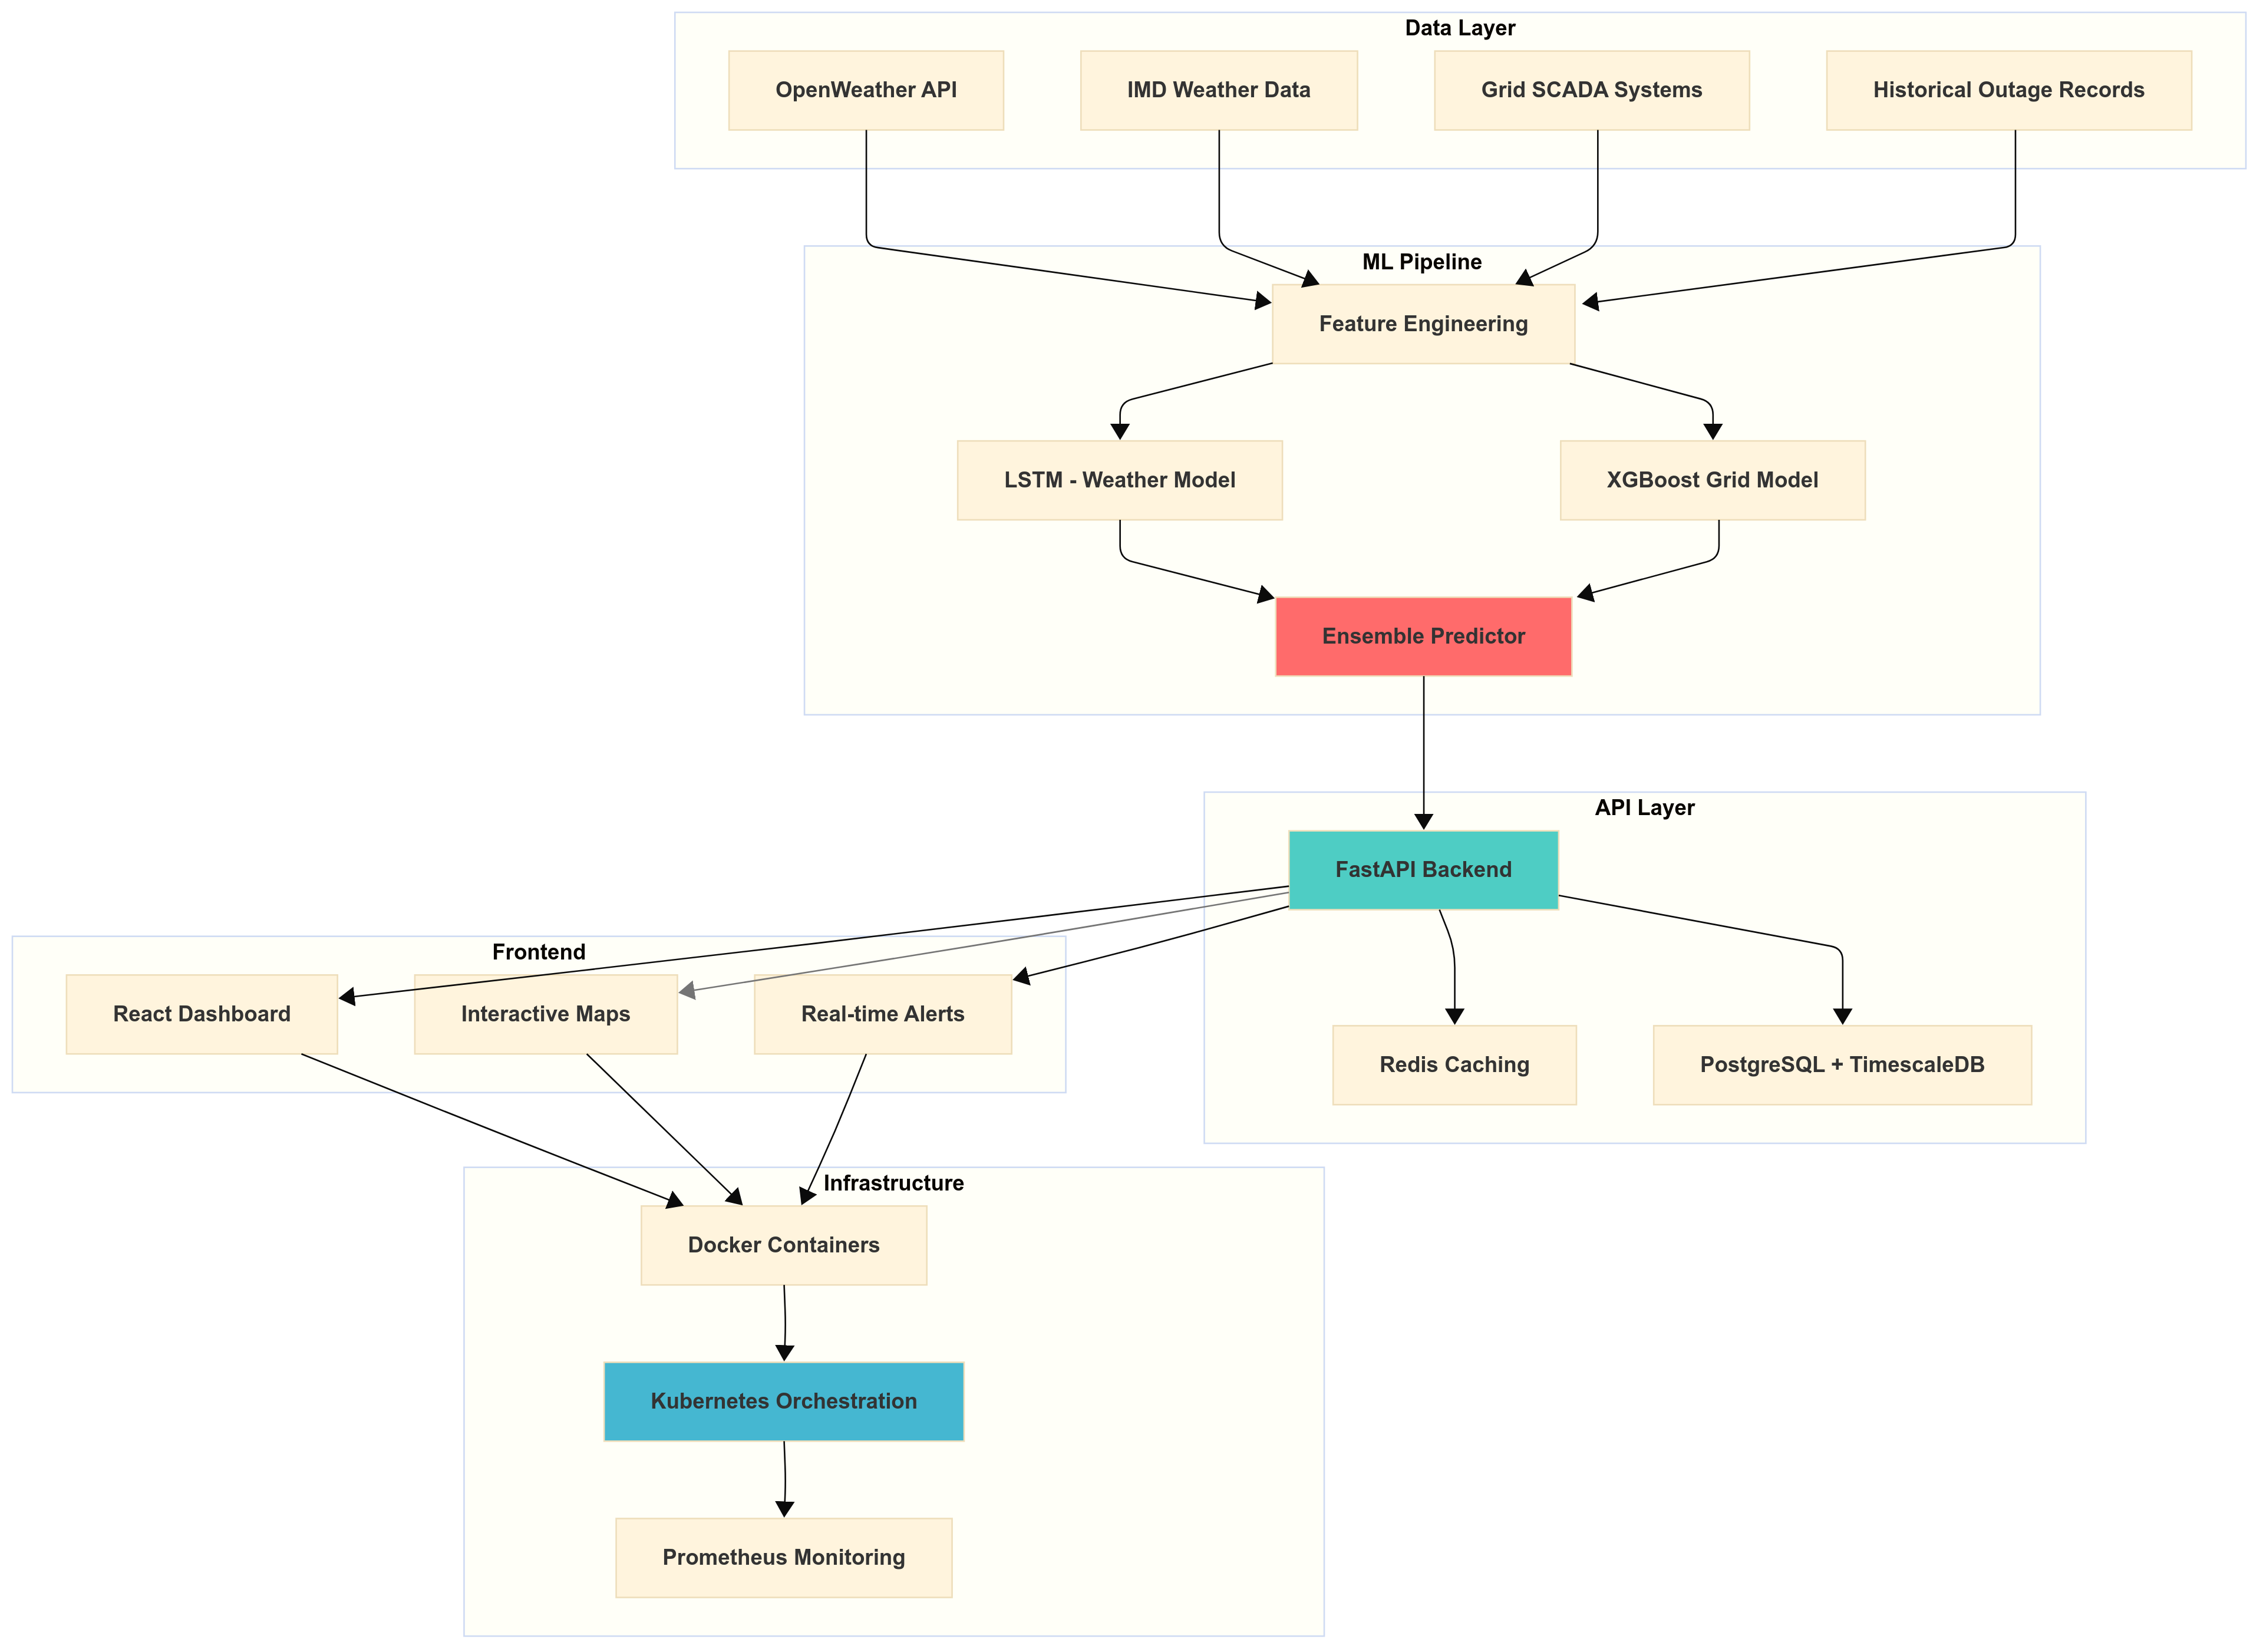 Data Layer
OpenWeather API
IMD Weather Data
Grid SCADA Systems
Historical Outage Records
ML Pipeline
Feature Engineering
LSTM - Weather Model
XGBoost Grid Model
Ensemble Predictor
API Layer
FastAPI Backend
Frontend
React Dashboard
Interactive Maps
Real-time Alerts
Redis Caching
PostgreSQL + TimescaleDB
Infrastructure
Docker Containers
Kubernetes Orchestration
Prometheus Monitoring